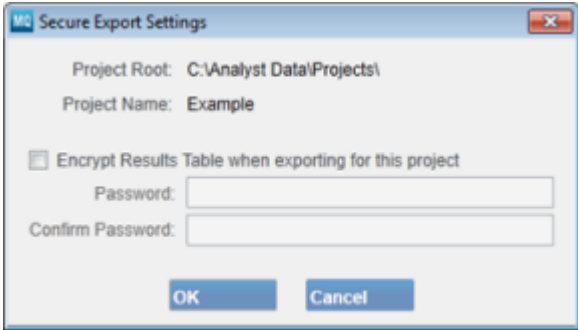 MQ Secure Export Settings
Project Root: C:\Analyst Data\Projects\
Project Name: Example
Encrypt Results Table when exporting for this project
Password:
Confirm Password:
OK Cancel